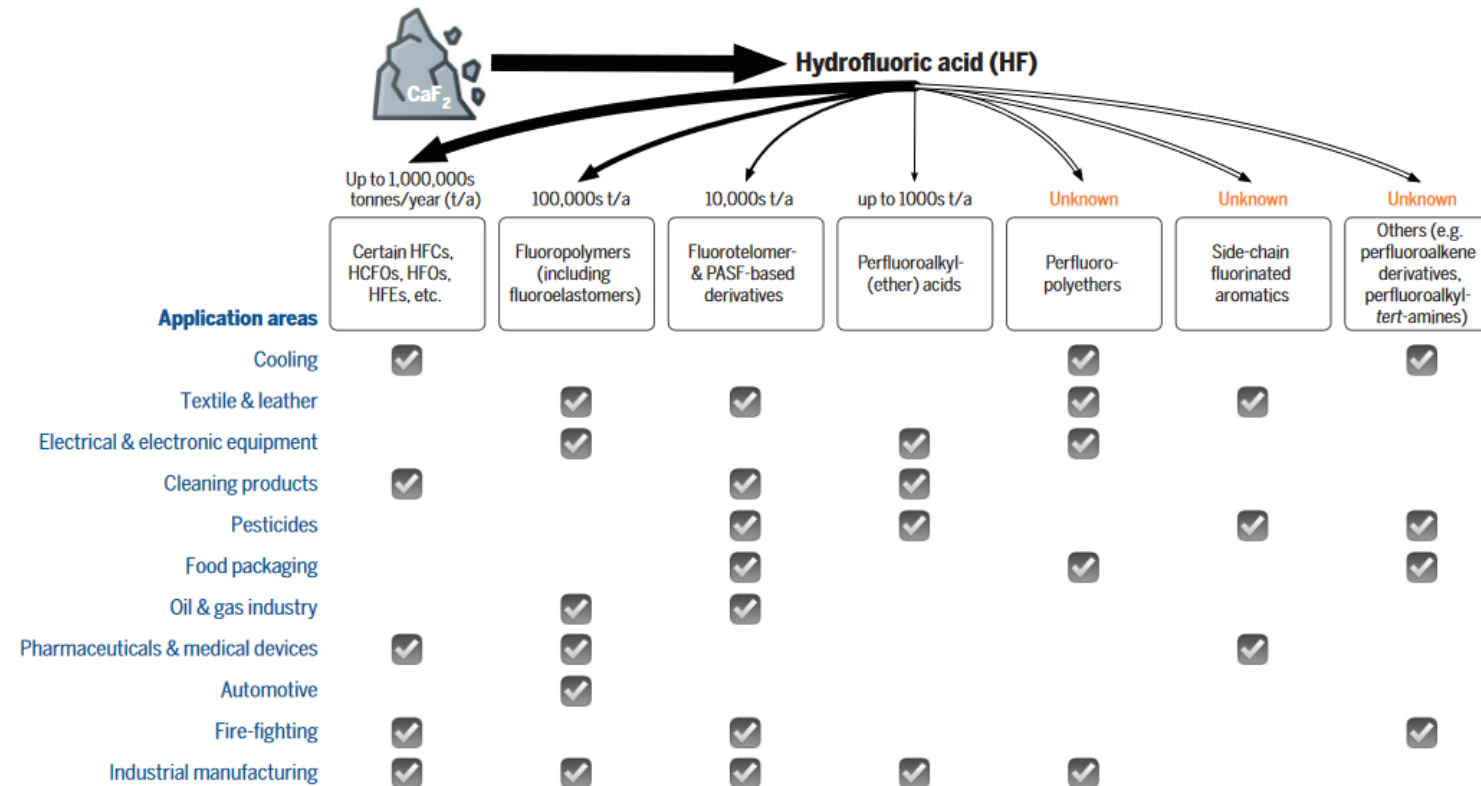 CaF2
Hydrofluoric acid (HF)
Up to 1,000,000s
tonnes/year (t/a)
100,000s t/a
10,000s t/a
up to 1000s t/a
Unknown
Unknown
Unknown
Certain HFCs,
HCFOs, HFOs,
HFEs, etc.
Fluoropolymers
(including
fluoroelastomers)
Fluorotelomer-
& PASF-based
derivatives
Perfluoroalkyl-
(ether) acids
Perfluoro-
polyethers
Side-chain
fluorinated
aromatics
Others (e.g.
perfluoroalkene
derivatives,
perfluoroalkyl-
tert-amines)
Application areas
Cooling
Textile & leather
Electrical & electronic equipment
Cleaning products
Pesticides
Food packaging
Oil & gas industry
Pharmaceuticals & medical devices
Automotive
Fire-fighting
Industrial manufacturing